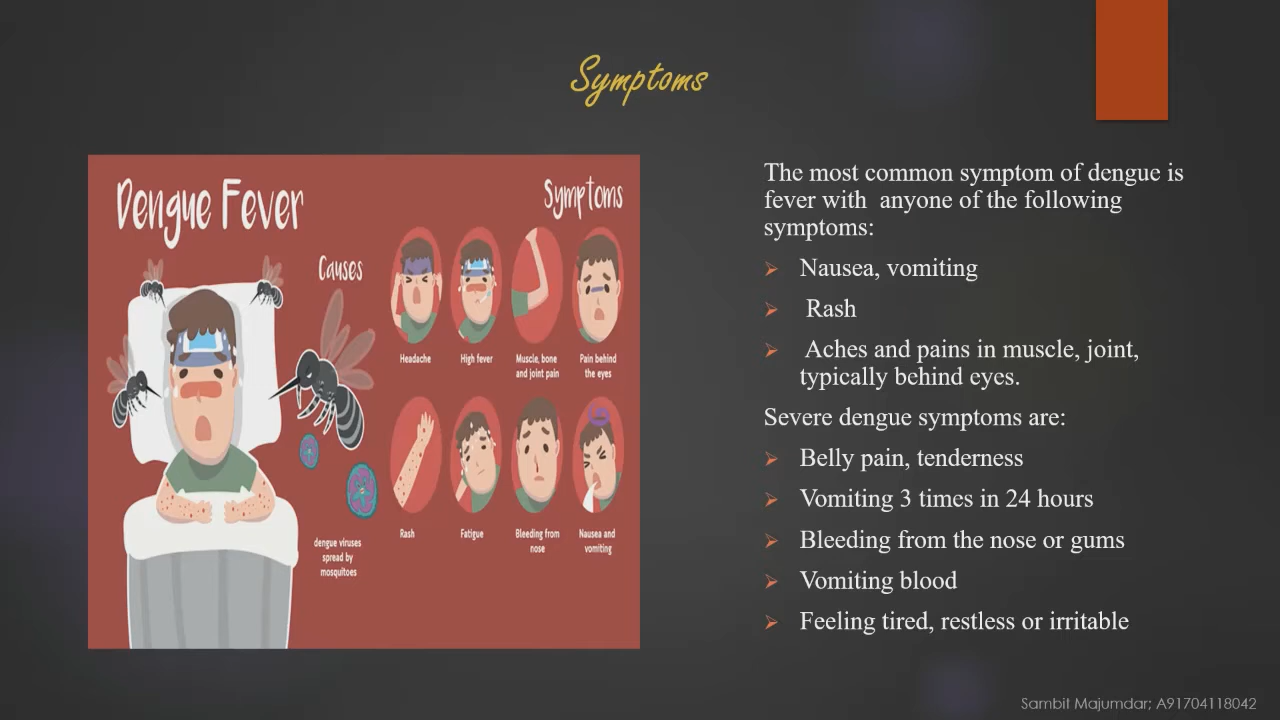 Symptoms
Dengue Fever
Symptoms
Causes
Headache
High fever
Muscle, bone
and joint pain
Pain behind
the eyes
Rash
Fatigue
Bleeding from
nose
Nausea and
vomiting
dengue viruses
spread by
mosquitoes
The most common symptom of dengue is
fever with  anyone of the following
symptoms:
Nausea, vomiting
Rash
Aches and pains in muscle, joint,
typically behind eyes.
Severe dengue symptoms are:
Belly pain, tenderness
Vomiting 3 times in 24 hours
Bleeding from the nose or gums
Vomiting blood
Feeling tired, restless or irritable
Sambit Majumdar; A91704118042